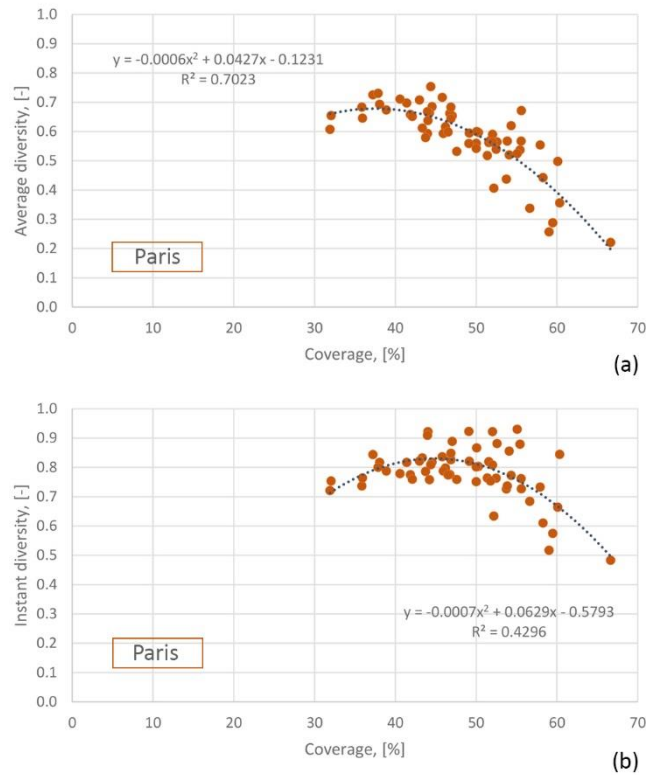 1.0
0.9
0.8
0.7
0.6
0.5
0.4
0.3
0.2
0.1
0.0
Average diversity, [-]
y = -0.0006x² + 0.0427x - 0.1231
R² = 0.7023
Paris
0 10 20 30 40 50 60 70
Coverage, [%]
(a)
1.0
0.9
0.8
0.7
0.6
0.5
0.4
0.3
0.2
0.1
0.0
Instant diversity, [-]
y = -0.0007x² + 0.0629x - 0.5793
R² = 0.4296
Paris
0 10 20 30 40 50 60 70
Coverage, [%]
(b)